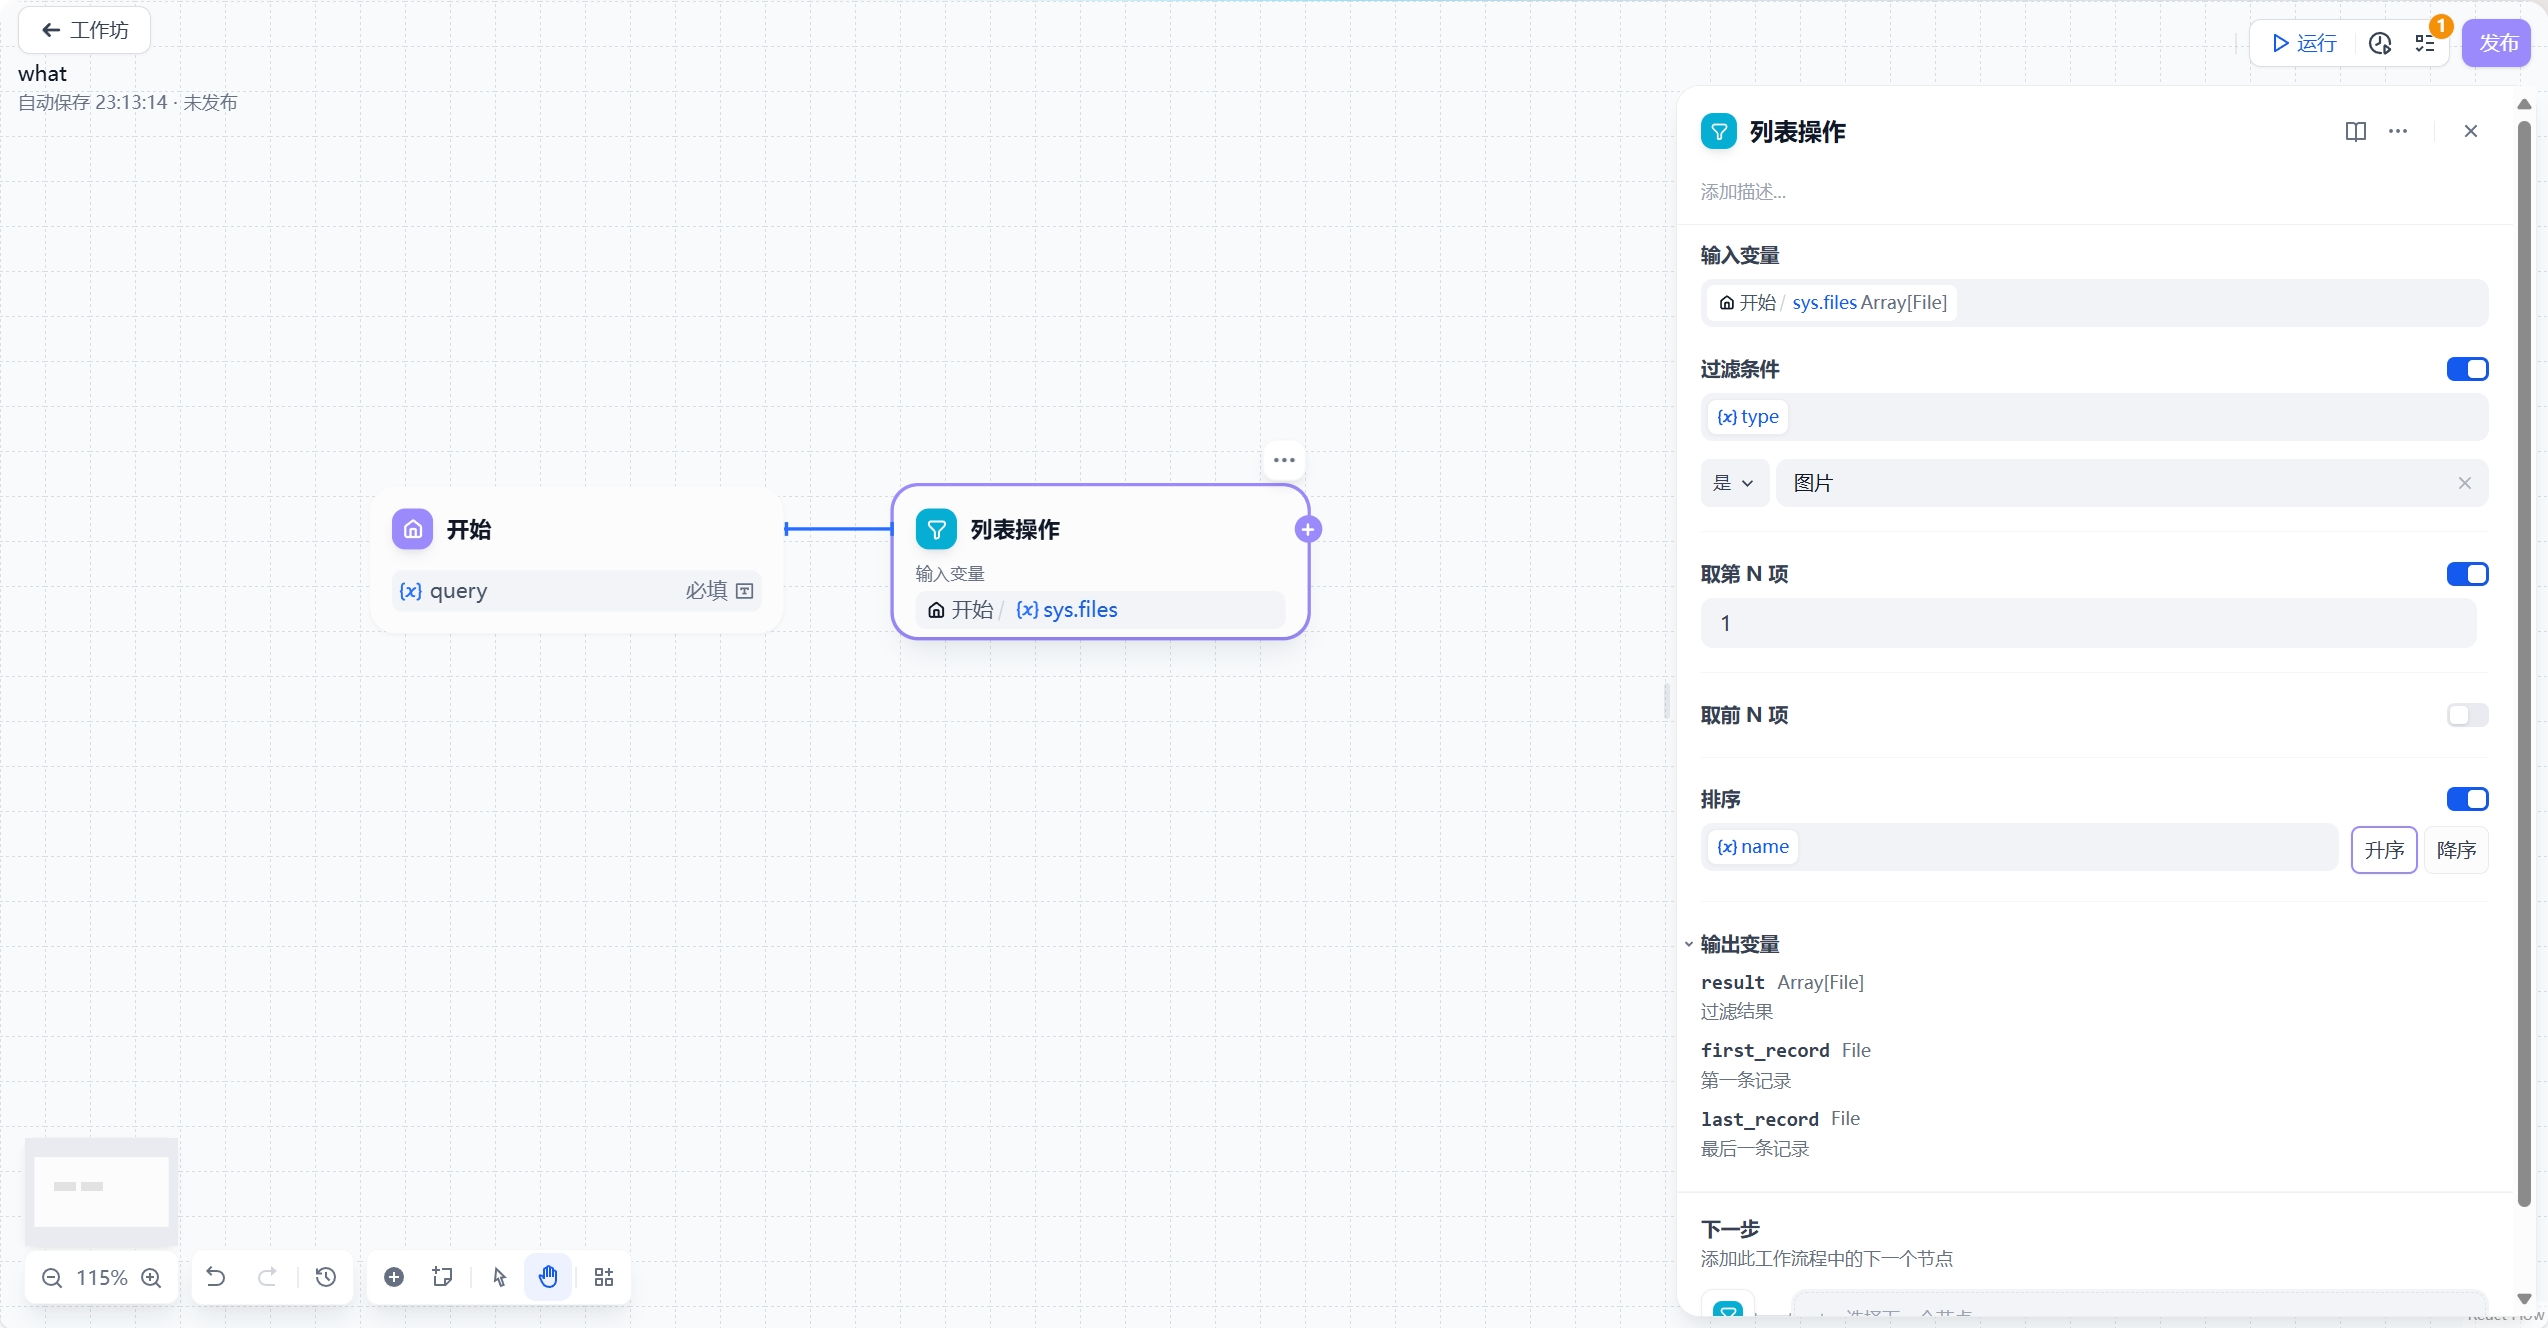 工作坊
what
自动保存 23:13:14 · 未发布
运行
1
发布
开始
{x} query 必填
列表操作
输入变量
开始 / {x} sys.files
列表操作
添加描述...
输入变量
开始 / sys.files Array[File]
过滤条件
{x} type
是 图片
取第 N 项
1
取前 N 项
排序
{x} name 升序 降序
输出变量
result Array[File]
过滤结果
first_record File
第一条记录
last_record File
最后一条记录
下一步
添加此工作流程中的下一个节点
115%